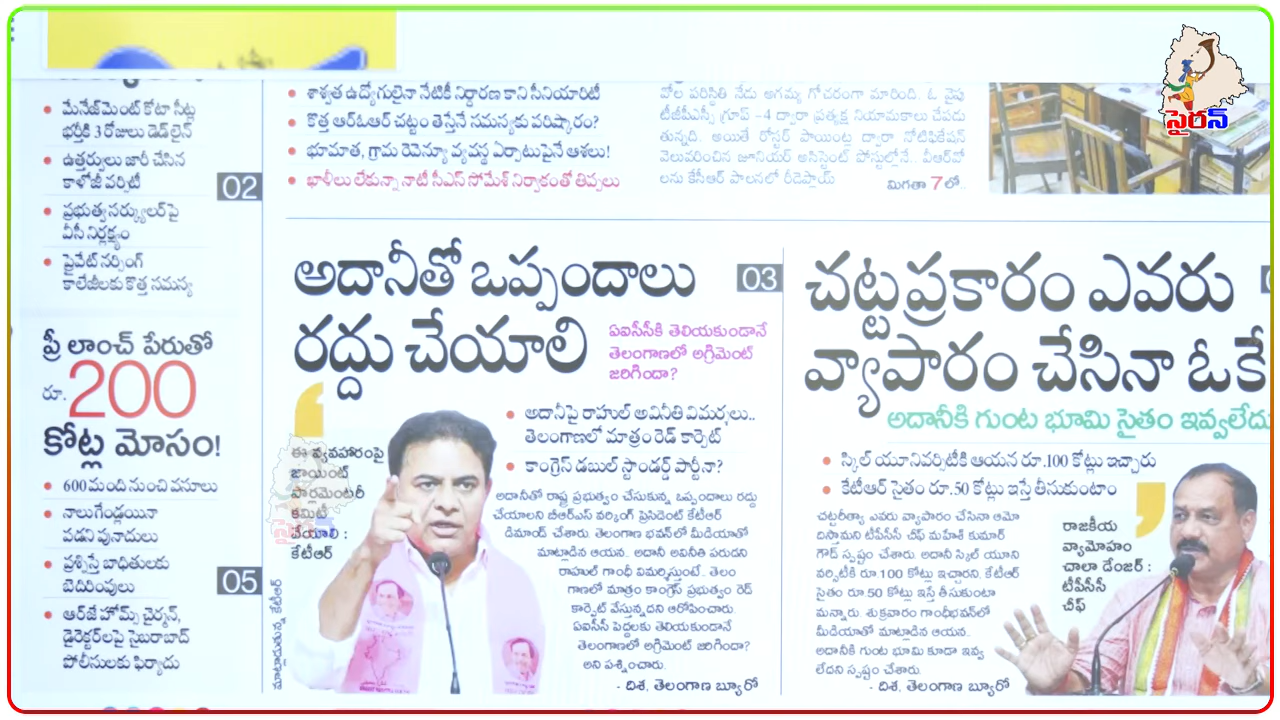 సైరన్
మేనేజ్‌మెంట్ కోటా సీట్ల
భర్తీకి 3 రోజులు డెడ్‌లైన్
ఉత్తర్వులు జారీ చేసిన
కాళోజీ వర్సిటీ
02
ప్రభుత్వ సర్క్యులర్‌పై
వీసీ నిర్లక్ష్యం
ప్రైవేట్ నర్సింగ్
కాలేజీలకు కొత్త సమస్య
ప్రీ లాంచ్ పేరుతో
రూ. 200
కోట్ల మోసం!
600 మంది నుంచి వసూలు
నాలుగేండ్లయినా
పడని పునాదులు
ప్రశ్నిస్తే బాధితులకు
బెదిరింపులు
05
ఆర్‌జే హోమ్స్ చైర్మన్,
డైరెక్టర్లపై సైబరాబాద్
పోలీసులకు ఫిర్యాదు
శాశ్వత ఉద్యోగులైనా నేటికీ నిర్ధారణ కాని సీనియారిటీ
కొత్త ఆర్ఓఆర్ చట్టం తెస్తేనే సమస్యకు పరిష్కారం?
భూమాత, గ్రామ రెవెన్యూ వ్యవస్థ ఏర్పాటుపైనే ఆశలు!
ఖాళీలు లేకున్నా నాటి సీఎస్ సోమేశ్ నిర్వాకంతో తిప్పలు
వోల పరిస్థితి నేడు అగమ్య గోచరంగా మారింది. ఓ వైపు
టీజీపీఎస్సీ గ్రూప్ -4 ద్వారా ప్రత్యక్ష నియామకాలు చేపడు
తున్నది. అయితే రోస్టర్ పాయింట్ల ద్వారా నోటిఫికేషన్
వెలువరించిన జూనియర్ అసిస్టెంట్ పోస్టుల్లోనే.. వీఆర్‌వో
లను కేసీఆర్ పాలనలో రీడెప్లాయ్
మిగతా 7లో..
అదానీతో ఒప్పందాలు
రద్దు చేయాలి
03
ఏఐసీసీకి తెలియకుండానే
తెలంగాణలో అగ్రిమెంట్
జరిగిందా?
ఈ వ్యవహారంపై
జాయింట్
పార్లమెంటరీ
కమిటీ
వేయాలి :
కేటీఆర్
మాట్లాడుతున్న కేటీఆర్
అదానీపై రాహుల్ అవినీతి విమర్శలు..
తెలంగాణలో మాత్రం రెడ్ కార్పెట్
కాంగ్రెస్ డబుల్ స్టాండర్డ్ పార్టీనా?
అదానీతో రాష్ట్ర ప్రభుత్వం చేసుకున్న ఒప్పందాలు రద్దు
చేయాలని బీఆర్ఎస్ వర్కింగ్ ప్రెసిడెంట్ కేటీఆర్
డిమాండ్ చేశారు. తెలంగాణ భవన్‌లో మీడియాతో
మాట్లాడిన ఆయన.. అదానీ అవినీతి పరుడని
రాహుల్ గాంధీ విమర్శిస్తుంటే.. తెలం
గాణలో మాత్రం కాంగ్రెస్ ప్రభుత్వం రెడ్
కార్పెట్ వేస్తున్నదని ఆరోపించారు.
ఏఐసీసీ పెద్దలకు తెలియకుండానే
తెలంగాణలో అగ్రిమెంట్ జరిగిందా?
అని ప్రశ్నించారు.
- దిశ, తెలంగాణ బ్యూరో
చట్టప్రకారం ఎవరు
వ్యాపారం చేసినా ఓకే
అదానీకి గుంట భూమి సైతం ఇవ్వలేదు
స్కిల్ యూనివర్సిటీకి ఆయన రూ.100 కోట్లు ఇచ్చారు
కేటీఆర్ సైతం రూ.50 కోట్లు ఇస్తే తీసుకుంటాం
చట్టరీత్యా ఎవరు వ్యాపారం చేసినా ఆమో
దిస్తామని టీపీసీసీ చీఫ్ మహేశ్ కుమార్
గౌడ్ స్పష్టం చేశారు. అదానీ స్కిల్ యూని
వర్సిటీకి రూ.100 కోట్లు ఇచ్చారని, కేటీఆర్
సైతం రూ.50 కోట్లు ఇస్తే తీసుకుంటా
మన్నారు. శుక్రవారం గాంధీభవన్‌లో
మీడియాతో మాట్లాడిన ఆయన..
అదానీకి గుంట భూమి కూడా ఇవ్వ
లేదని స్పష్టం చేశారు.
- దిశ, తెలంగాణ బ్యూరో
రాజకీయ
వ్యామోహం
చాలా డేంజర్ :
టీపీసీసీ
చీఫ్